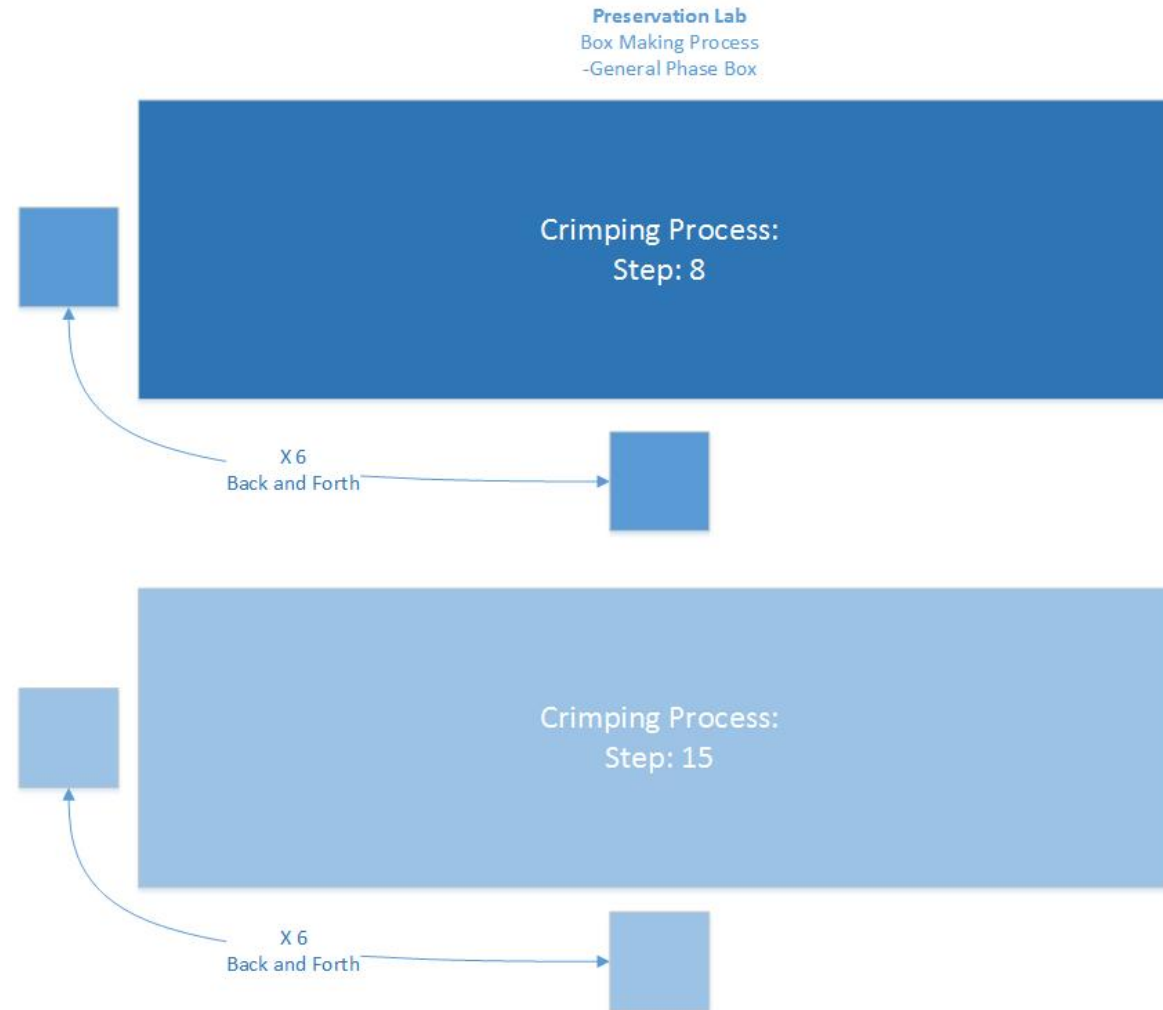 Preservation Lab
Box Making Process
-General Phase Box
Crimping Process:
Step: 8
X 6
Back and Forth
Crimping Process:
Step: 15
X 6
Back and Forth